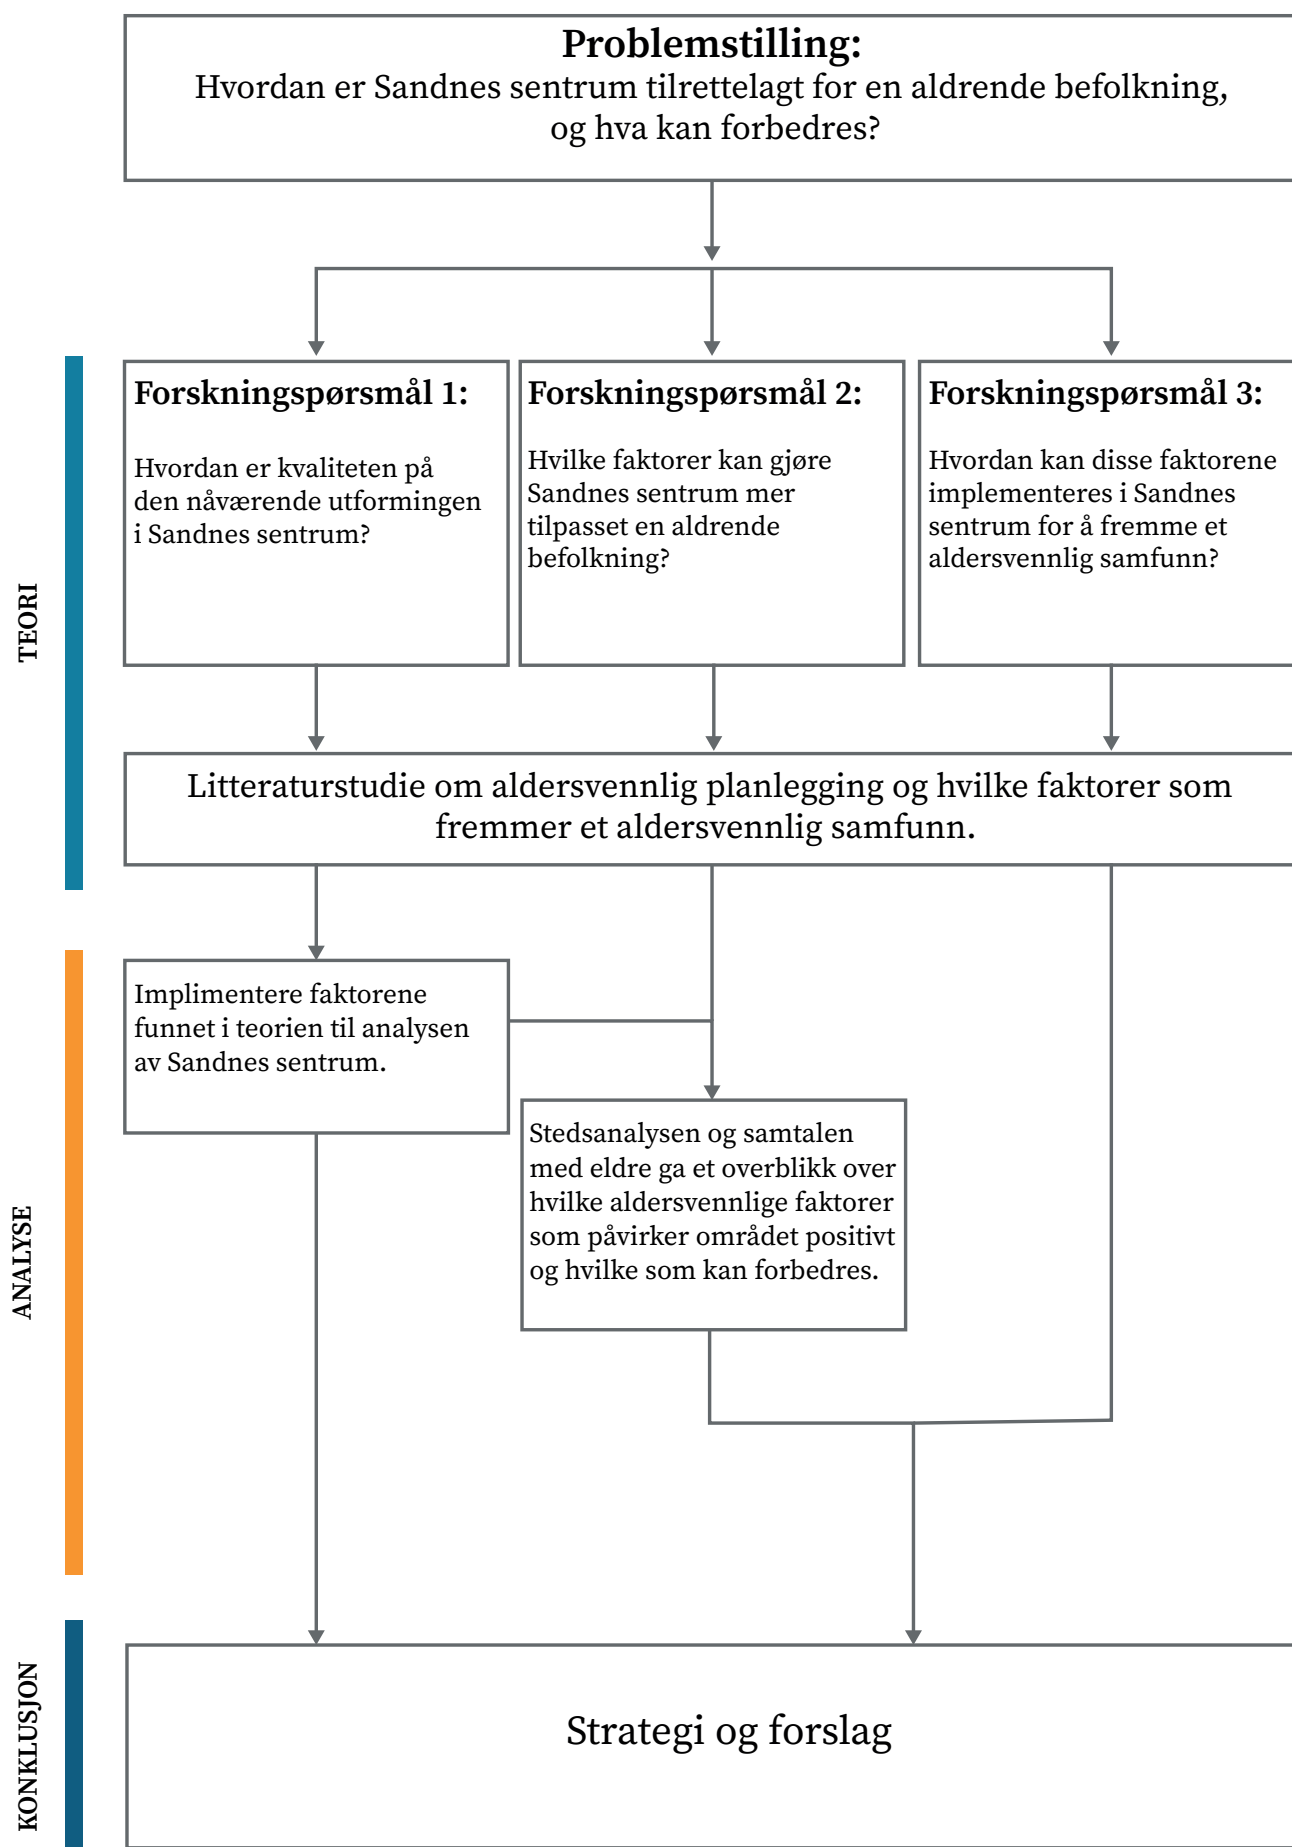 Problemstilling:
Hvordan er Sandnes sentrum tilrettelagt for en aldrende befolkning,
og hva kan forbedres?
TEORI
Forskningspørsmål 1:
Hvordan er kvaliteten på
den nåværende utformingen
i Sandnes sentrum?
Forskningspørsmål 2:
Hvilke faktorer kan gjøre
Sandnes sentrum mer
tilpasset en aldrende
befolkning?
Forskningspørsmål 3:
Hvordan kan disse faktorene
implementeres i Sandnes
sentrum for å fremme et
aldersvennlig samfunn?
Litteraturstudie om aldersvennlig planlegging og hvilke faktorer som
fremmer et aldersvennlig samfunn.
ANALYSE
Implimentere faktorene
funnet i teorien til analysen
av Sandnes sentrum.
Stedsanalysen og samtalen
med eldre ga et overblikk over
hvilke aldersvennlige faktorer
som påvirker området positivt
og hvilke som kan forbedres.
KONKLUSJON
Strategi og forslag